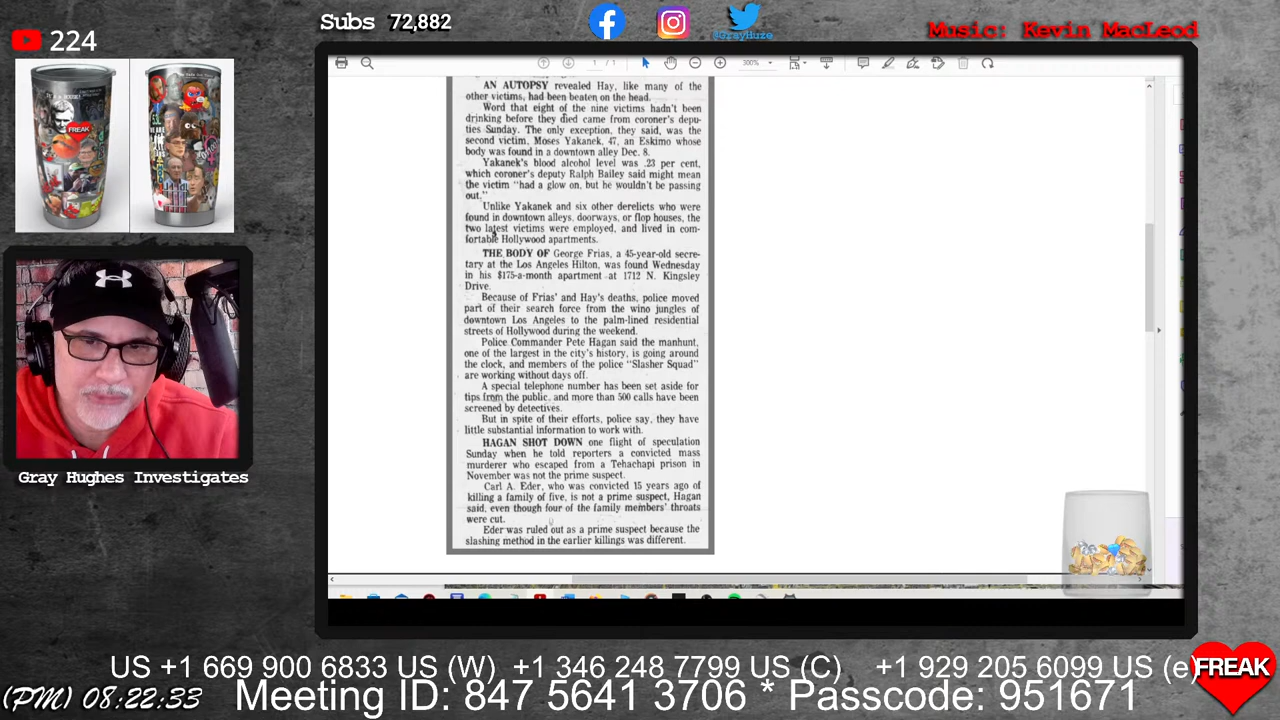 224
Subs 72,882
@GrayHuze
Music: Kevin MacLeod
1 / 1
300%
AN AUTOPSY revealed Hay, like many of the
other victims, had been beaten on the head.
Word that eight of the nine victims hadn't been
drinking before they died came from coroner's depu-
ties Sunday. The only exception, they said, was the
second victim, Moses Yakanek, 47, an Eskimo whose
body was found in a downtown alley Dec. 8.
Yakanek's blood alcohol level was .23 per cent,
which coroner's deputy Ralph Bailey said might mean
the victim "had a glow on, but he wouldn't be passing
out."
Unlike Yakanek and six other derelicts who were
found in downtown alleys, doorways, or flop houses, the
two latest victims were employed, and lived in com-
fortable Hollywood apartments.
THE BODY OF George Frias, a 45-year-old secre-
tary at the Los Angeles Hilton, was found Wednesday
in his $175-a-month apartment at 1712 N. Kingsley
Drive.
Because of Frias' and Hay's deaths, police moved
part of their search force from the wino jungles of
downtown Los Angeles to the palm-lined residential
streets of Hollywood during the weekend.
Police Commander Pete Hagan said the manhunt,
one of the largest in the city's history, is going around
the clock, and members of the police "Slasher Squad"
are working without days off.
A special telephone number has been set aside for
tips from the public, and more than 500 calls have been
screened by detectives.
But in spite of their efforts, police say, they have
little substantial information to work with.
HAGAN SHOT DOWN one flight of speculation
Sunday when he told reporters a convicted mass
murderer who escaped from a Tehachapi prison in
November was not the prime suspect.
Carl A. Eder, who was convicted 15 years ago of
killing a family of five, is not a prime suspect, Hagan
said, even though four of the family members' throats
were cut.
Eder was ruled out as a prime suspect because the
slashing method in the earlier killings was different.
FREAK
Gray Hughes Investigates
US +1 669 900 6833 US (W) +1 346 248 7799 US (C) +1 929 205 6099 US (e)
FREAK
(PM) 08:22:33 Meeting ID: 847 5641 3706 * Passcode: 951671